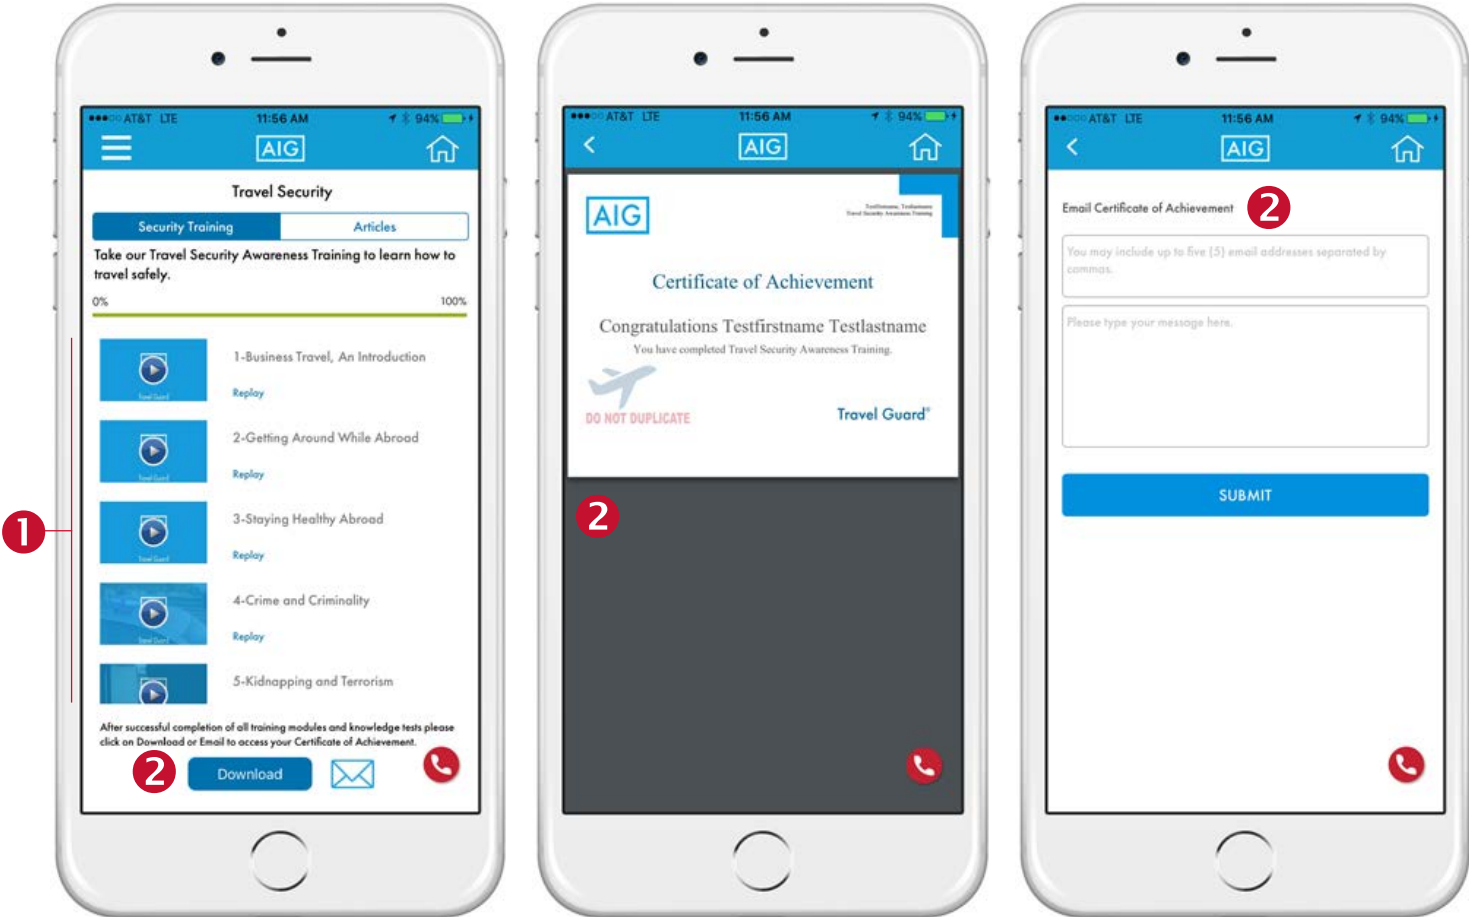 AT&T LTE 11:56 AM 94%
AIG
Travel Security
Security Training Articles
Take our Travel Security Awareness Training to learn how to
travel safely.
0% 100%
1-Business Travel, An Introduction
Replay
2-Getting Around While Abroad
Replay
3-Staying Healthy Abroad
Replay
4-Crime and Criminality
Replay
5-Kidnapping and Terrorism
1
After successful completion of all training modules and knowledge tests please
click on Download or Email to access your Certificate of Achievement.
2 Download
AT&T LTE 11:56 AM 94%
AIG
AIG
Testfirstname, Testlastname
Travel Security Awareness Training
Certificate of Achievement
Congratulations Testfirstname Testlastname
You have completed Travel Security Awareness Training.
DO NOT DUPLICATE
Travel Guard®
2
AT&T LTE 11:56 AM 94%
AIG
Email Certificate of Achievement 2
You may include up to five (5) email addresses separated by
commas.
Please type your message here.
SUBMIT